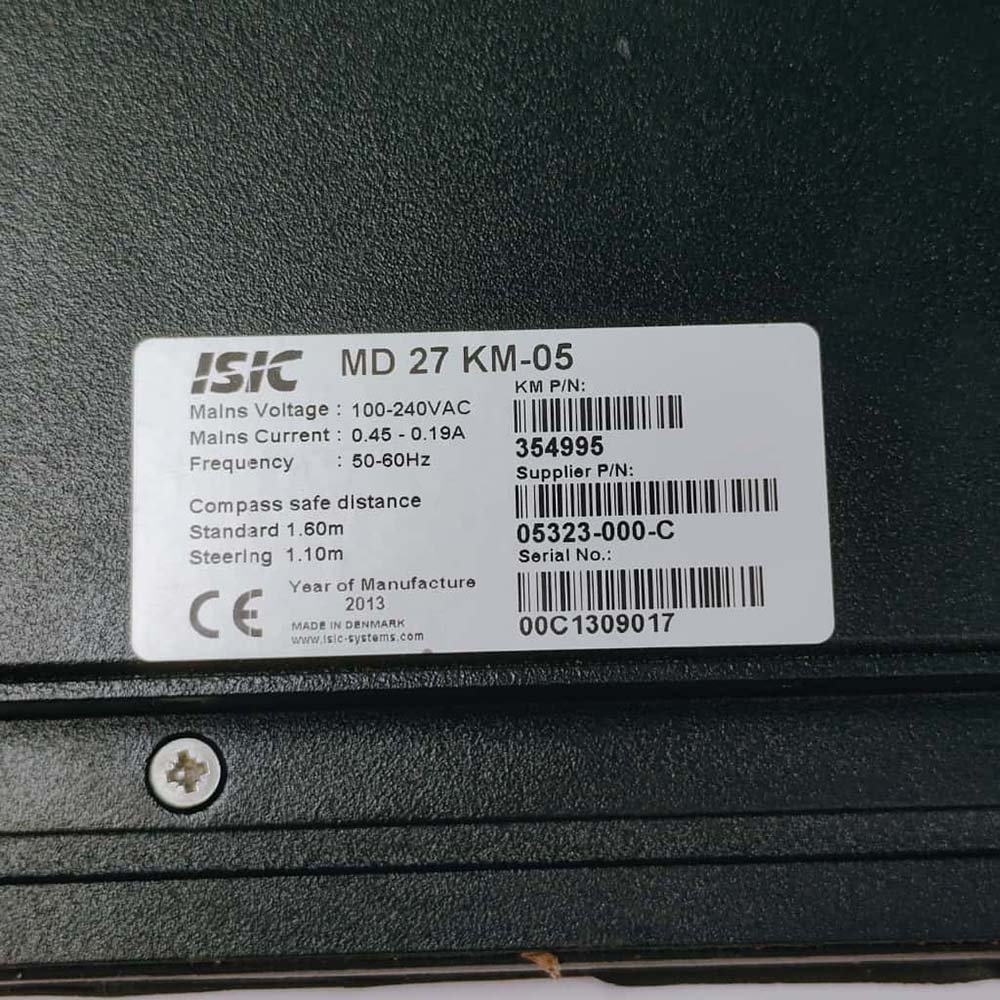 ISIC MD 27 KM-05
Mains Voltage : 100-240VAC
Mains Current : 0.45 - 0.19A
Frequency : 50-60Hz
Compass safe distance
Standard 1.60m
Steering 1.10m
CE
Year of Manufacture
2013
MADE IN DENMARK
www.isic-systems.com
KM P/N:
354995
Supplier P/N:
05323-000-C
Serial No.:
00C1309017